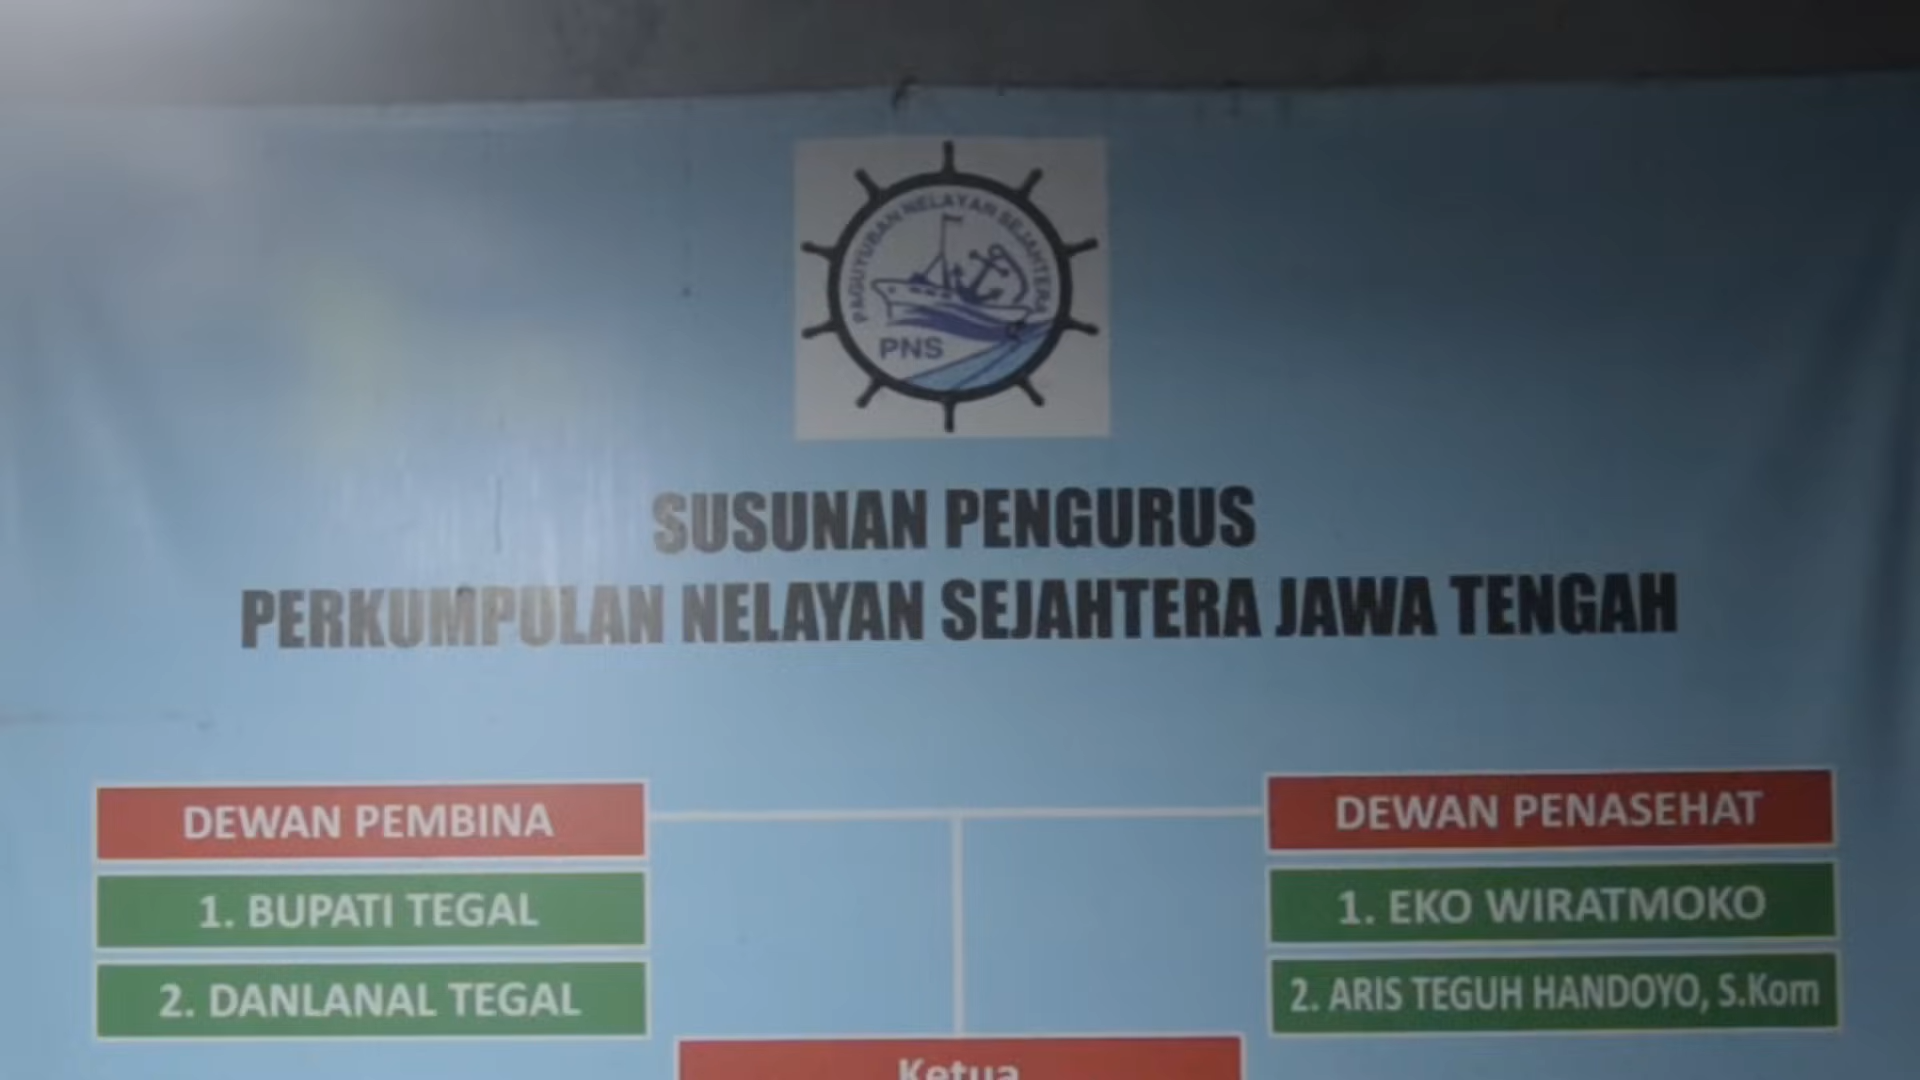 PAGUYUBAN NELAYAN SEJAHTERA
PNS
SUSUNAN PENGURUS
PERKUMPULAN NELAYAN SEJAHTERA JAWA TENGAH
DEWAN PEMBINA
1. BUPATI TEGAL
2. DANLANAL TEGAL
DEWAN PENASEHAT
1. EKO WIRATMOKO
2. ARIS TEGUH HANDOYO, S.Kom
Ketua